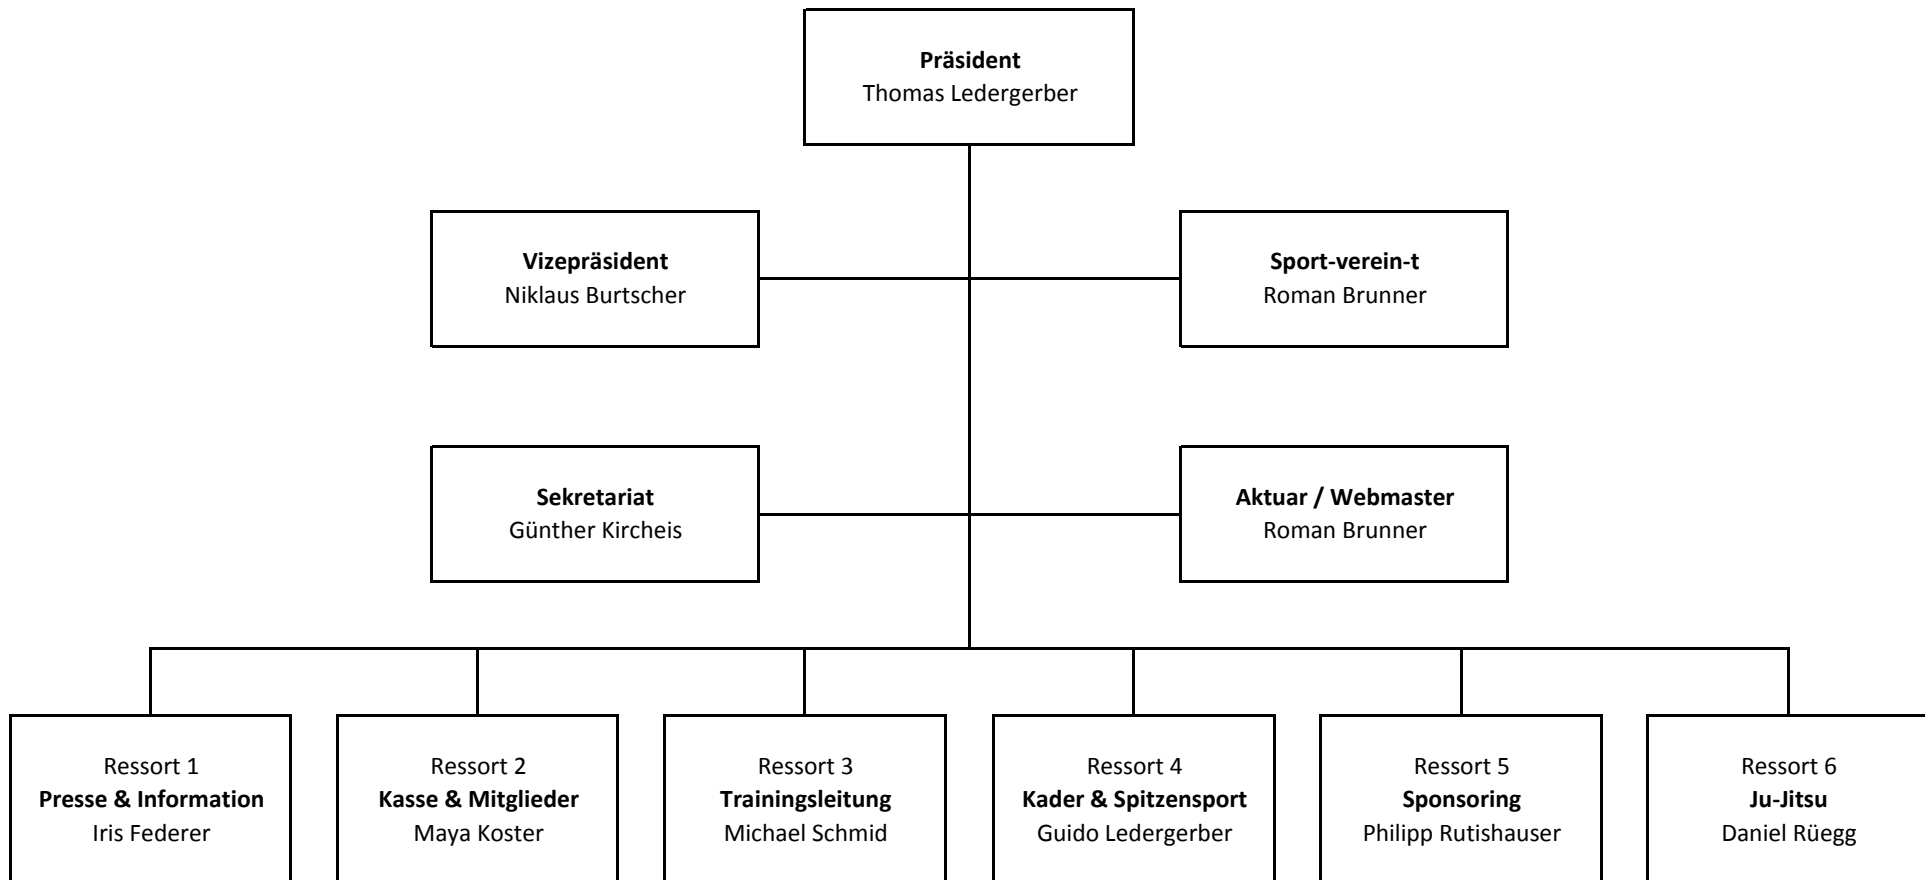 Präsident
Thomas Ledergerber
Vizepräsident
Niklaus Burtscher
Sport-verein-t
Roman Brunner
Sekretariat
Günther Kircheis
Aktuar / Webmaster
Roman Brunner
Ressort 1
Presse & Information
Iris Federer
Ressort 2
Kasse & Mitglieder
Maya Koster
Ressort 3
Trainingsleitung
Michael Schmid
Ressort 4
Kader & Spitzensport
Guido Ledergerber
Ressort 5
Sponsoring
Philipp Rutishauser
Ressort 6
Ju-Jitsu
Daniel Rüegg